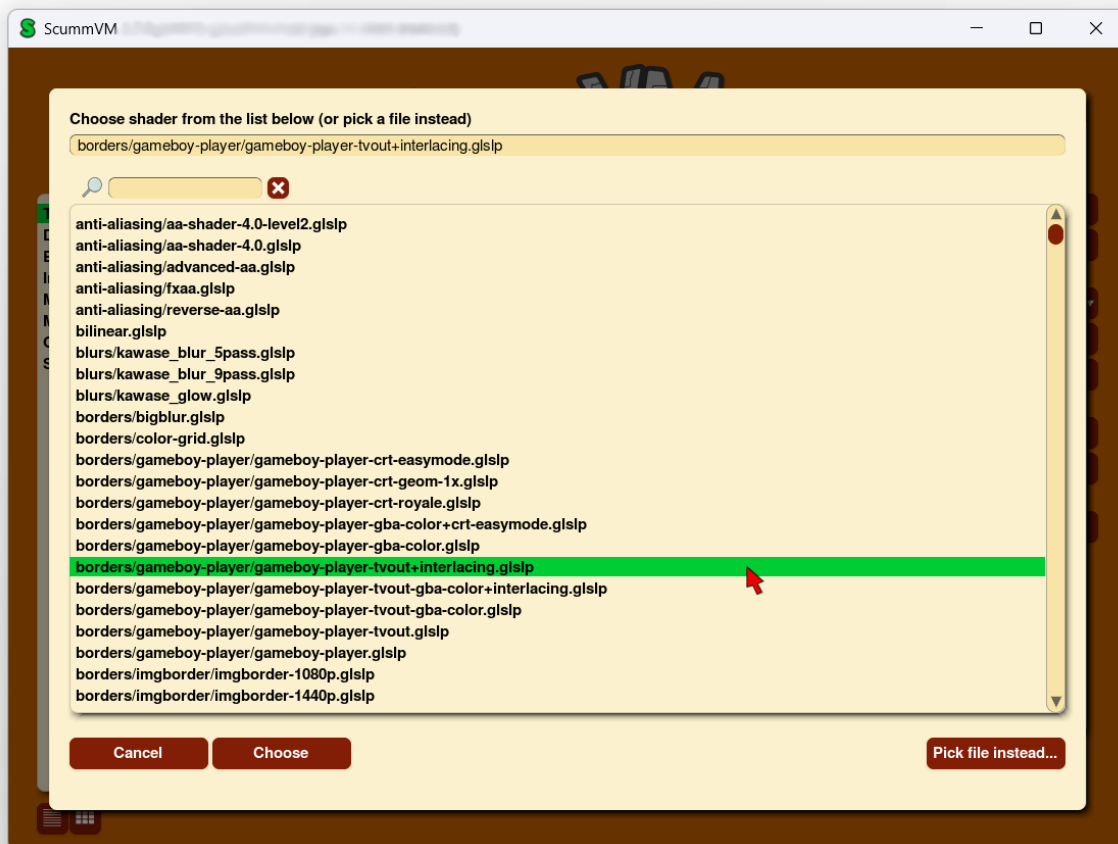 ScummVM
Choose shader from the list below (or pick a file instead)
borders/gameboy-player/gameboy-player-tvout+interlacing.glslp
anti-aliasing/aa-shader-4.0-level2.glslp
anti-aliasing/aa-shader-4.0.glslp
anti-aliasing/advanced-aa.glslp
anti-aliasing/fxaa.glslp
anti-aliasing/reverse-aa.glslp
bilinear.glslp
blurs/kawase_blur_5pass.glslp
blurs/kawase_blur_9pass.glslp
blurs/kawase_glow.glslp
borders/bigblur.glslp
borders/color-grid.glslp
borders/gameboy-player/gameboy-player-crt-easymode.glslp
borders/gameboy-player/gameboy-player-crt-geom-1x.glslp
borders/gameboy-player/gameboy-player-crt-royale.glslp
borders/gameboy-player/gameboy-player-gba-color+crt-easymode.glslp
borders/gameboy-player/gameboy-player-gba-color.glslp
borders/gameboy-player/gameboy-player-tvout+interlacing.glslp
borders/gameboy-player/gameboy-player-tvout-gba-color+interlacing.glslp
borders/gameboy-player/gameboy-player-tvout-gba-color.glslp
borders/gameboy-player/gameboy-player-tvout.glslp
borders/gameboy-player/gameboy-player.glslp
borders/imgborder/imgborder-1080p.glslp
borders/imgborder/imgborder-1440p.glslp
Cancel
Choose
Pick file instead...